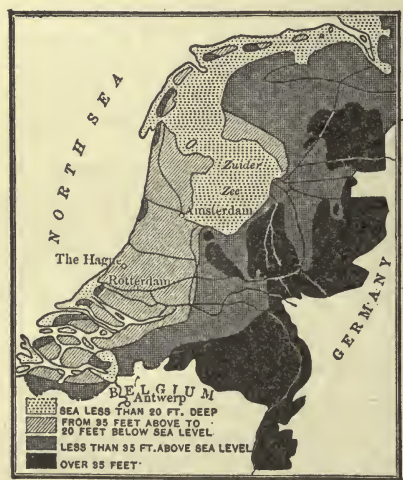 NORTH SEA
Zuider
Zee
Amsterdam
The Hague
Rotterdam
GERMANY
BELGIUM
Antwerp
SEA LESS THAN 20 FT. DEEP
FROM 35 FEET ABOVE TO
20 FEET BELOW SEA LEVEL
LESS THAN 35 FT. ABOVE SEA LEVEL
OVER 35 FEET